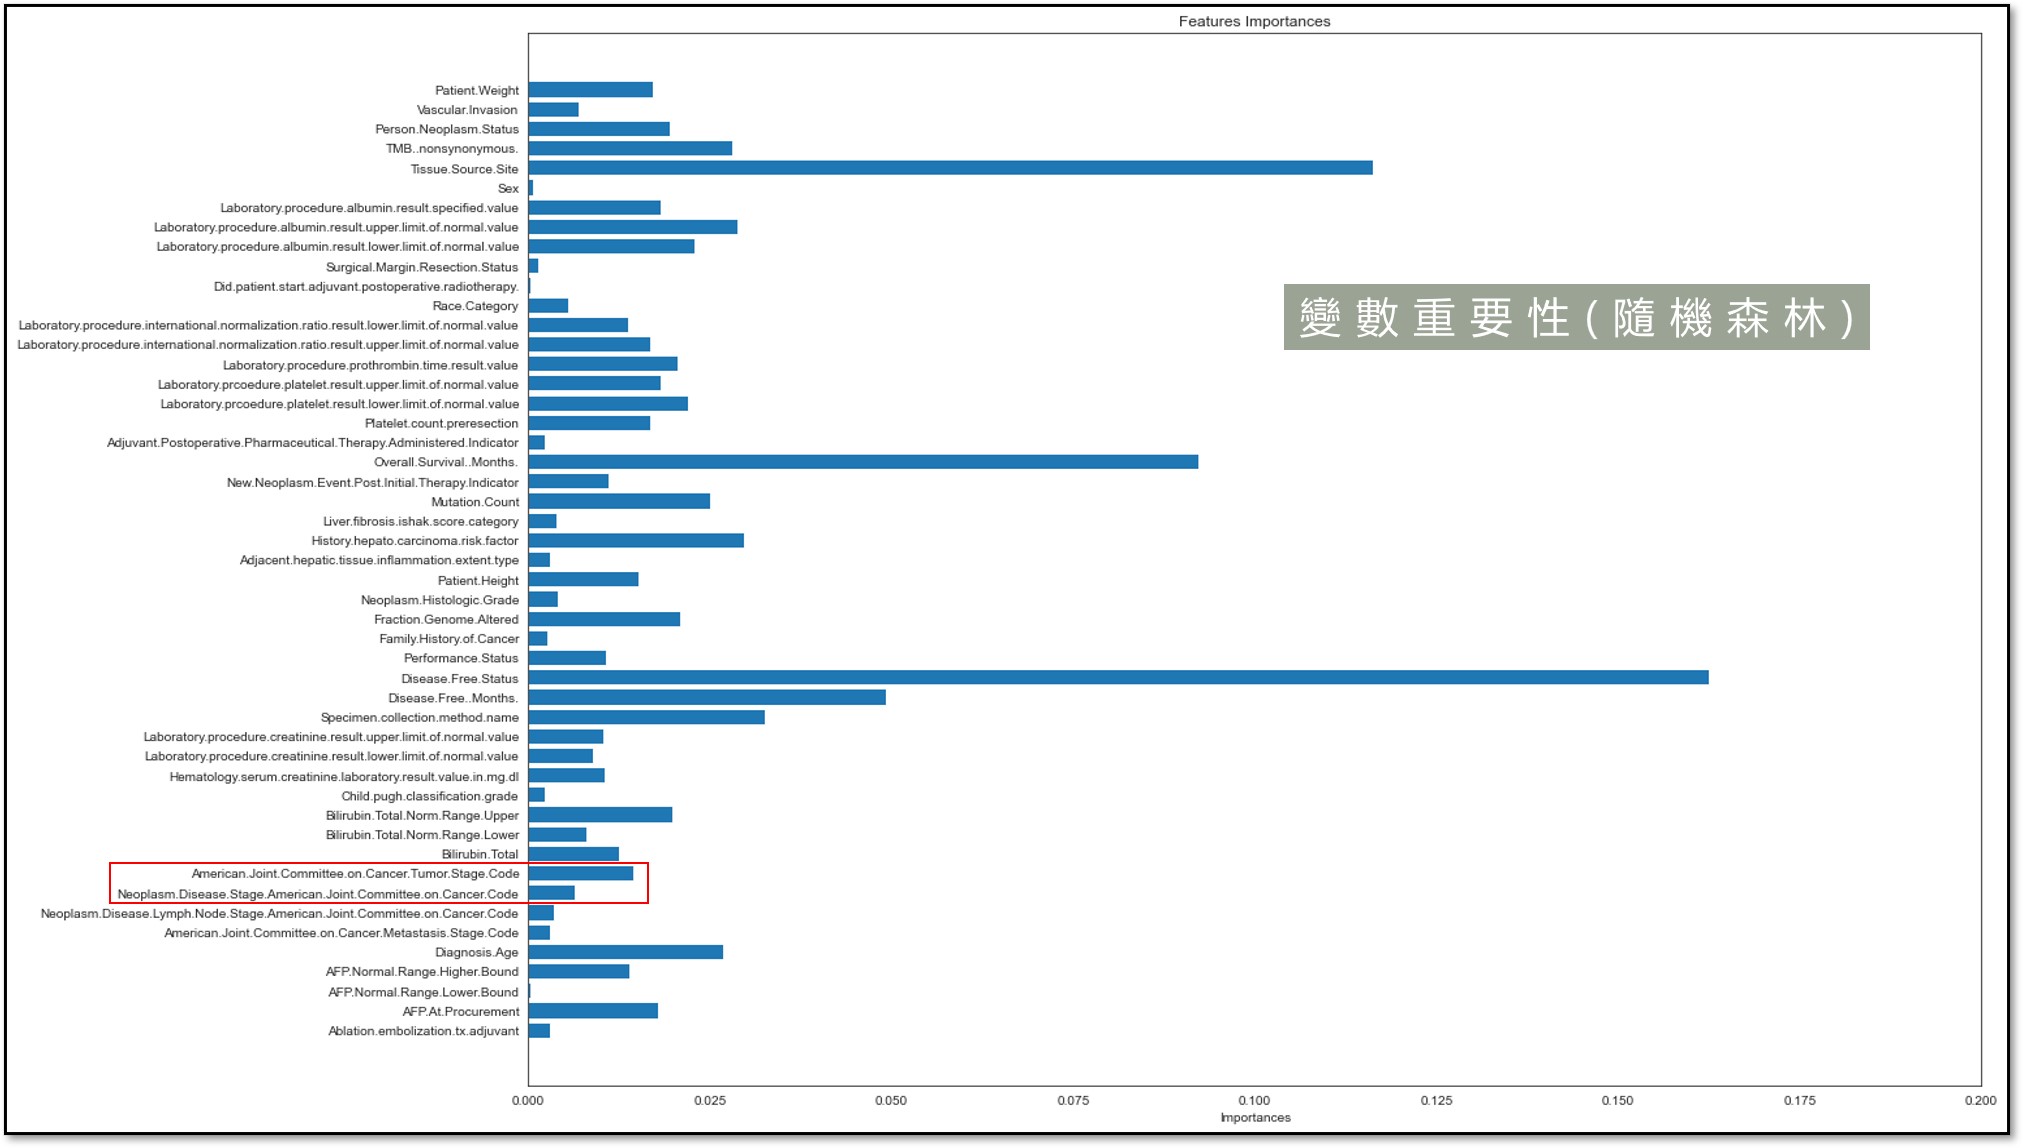 Features Importances
Patient.Weight
Vascular.Invasion
Person.Neoplasm.Status
TMB..nonsynonymous.
Tissue.Source.Site
Sex
Laboratory.procedure.albumin.result.specified.value
Laboratory.procedure.albumin.result.upper.limit.of.normal.value
Laboratory.procedure.albumin.result.lower.limit.of.normal.value
Surgical.Margin.Resection.Status
Did.patient.start.adjuvant.postoperative.radiotherapy.
Race.Category
變數重要性(隨機森林)
Laboratory.procedure.international.normalization.ratio.result.lower.limit.of.normal.value
Laboratory.procedure.international.normalization.ratio.result.upper.limit.of.normal.value
Laboratory.procedure.prothrombin.time.result.value
Laboratory.prcoedure.platelet.result.upper.limit.of.normal.value
Laboratory.prcoedure.platelet.result.lower.limit.of.normal.value
Platelet.count.preresection
Adjuvant.Postoperative.Pharmaceutical.Therapy.Administered.Indicator
Overall.Survival..Months.
New.Neoplasm.Event.Post.Initial.Therapy.Indicator
Mutation.Count
Liver.fibrosis.ishak.score.category
History.hepato.carcinoma.risk.factor
Adjacent.hepatic.tissue.inflammation.extent.type
Patient.Height
Neoplasm.Histologic.Grade
Fraction.Genome.Altered
Family.History.of.Cancer
Performance.Status
Disease.Free.Status
Disease.Free..Months.
Specimen.collection.method.name
Laboratory.procedure.creatinine.result.upper.limit.of.normal.value
Laboratory.procedure.creatinine.result.lower.limit.of.normal.value
Hematology.serum.creatinine.laboratory.result.value.in.mg.dl
Child.pugh.classification.grade
Bilirubin.Total.Norm.Range.Upper
Bilirubin.Total.Norm.Range.Lower
Bilirubin.Total
American.Joint.Committee.on.Cancer.Tumor.Stage.Code
Neoplasm.Disease.Stage.American.Joint.Committee.on.Cancer.Code
Neoplasm.Disease.Lymph.Node.Stage.American.Joint.Committee.on.Cancer.Code
American.Joint.Committee.on.Cancer.Metastasis.Stage.Code
Diagnosis.Age
AFP.Normal.Range.Higher.Bound
AFP.Normal.Range.Lower.Bound
AFP.At.Procurement
Ablation.embolization.tx.adjuvant
0.000 0.025 0.050 0.075 0.100 0.125 0.150 0.175 0.200
Importances